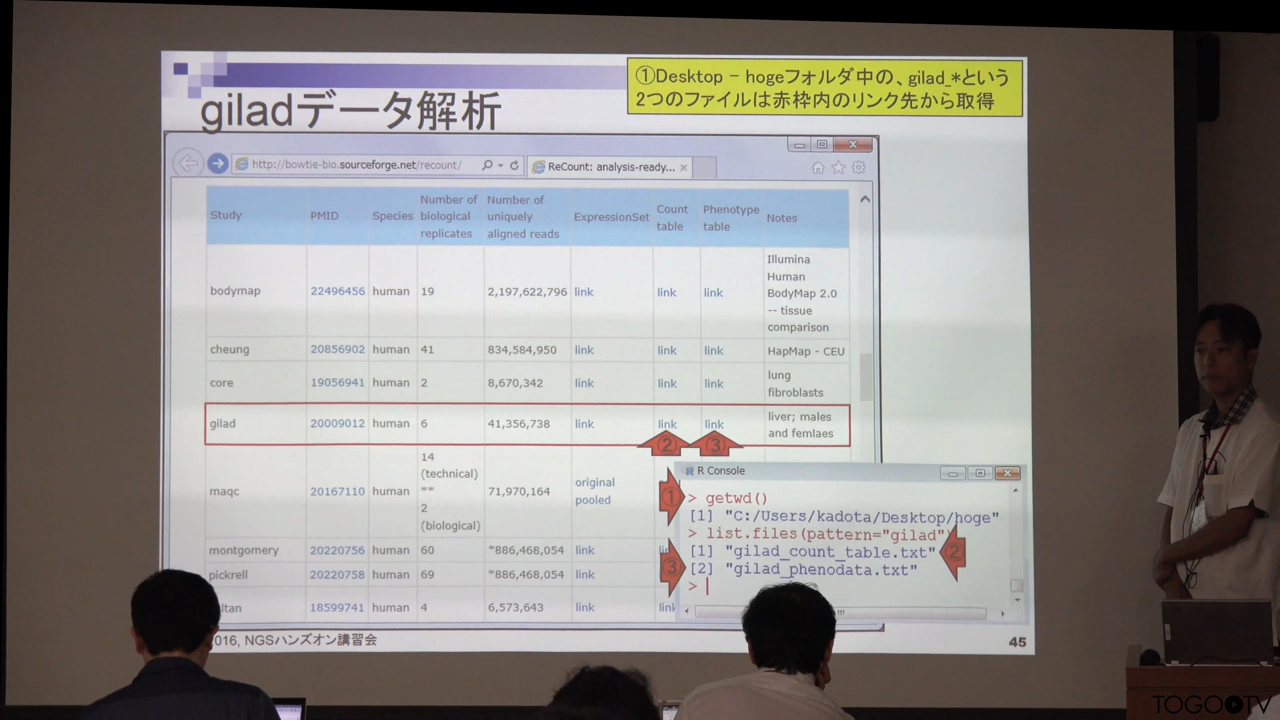 giladデータ解析
①Desktop – hogeフォルダ中の、gilad_*という
2つのファイルは赤枠内のリンク先から取得
http://bowtie-bio.sourceforge.net/recount/
ReCount: analysis-ready...
Study PMID Species Number of biological replicates Number of uniquely aligned reads ExpressionSet Count table Phenotype table Notes
bodymap 22496456 human 19 2,197,622,796 link link link Illumina Human BodyMap 2.0 -- tissue comparison
cheung 20856902 human 41 834,584,950 link link link HapMap - CEU
core 19056941 human 2 8,670,342 link link link lung fibroblasts
gilad 20009012 human 6 41,356,738 link link link liver; males and femlaes
② ③
maqc 20167110 human 14 (technical) ** 2 (biological) 71,970,164 original pooled
montgomery 20220756 human 60 *886,468,054 link
pickrell 20220758 human 69 *886,468,054 link
ltan 18599741 human 4 6,573,643 link link
R Console
① > getwd()
[1] "C:/Users/kadota/Desktop/hoge"
> list.files(pattern="gilad")
[1] "gilad_count_table.txt" ②
③ [2] "gilad_phenodata.txt"
>
016, NGSハンズオン講習会
45
TOGOTV